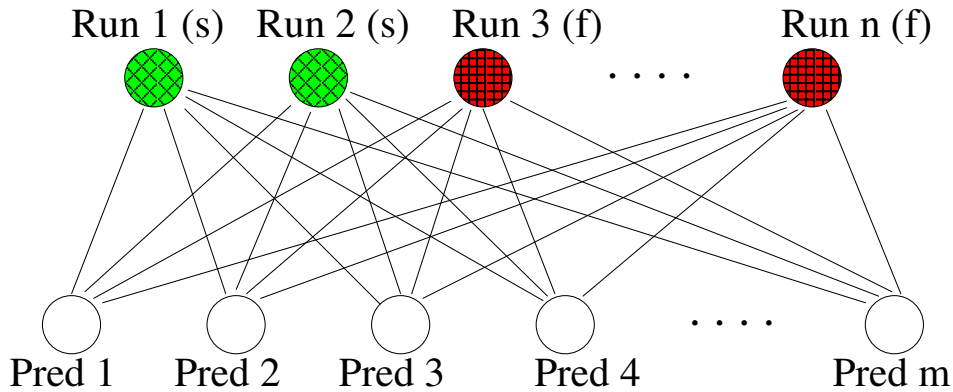 Run 1 (s) Run 2 (s) Run 3 (f) . . . . Run n (f)
. . . .
Pred 1 Pred 2 Pred 3 Pred 4 Pred m